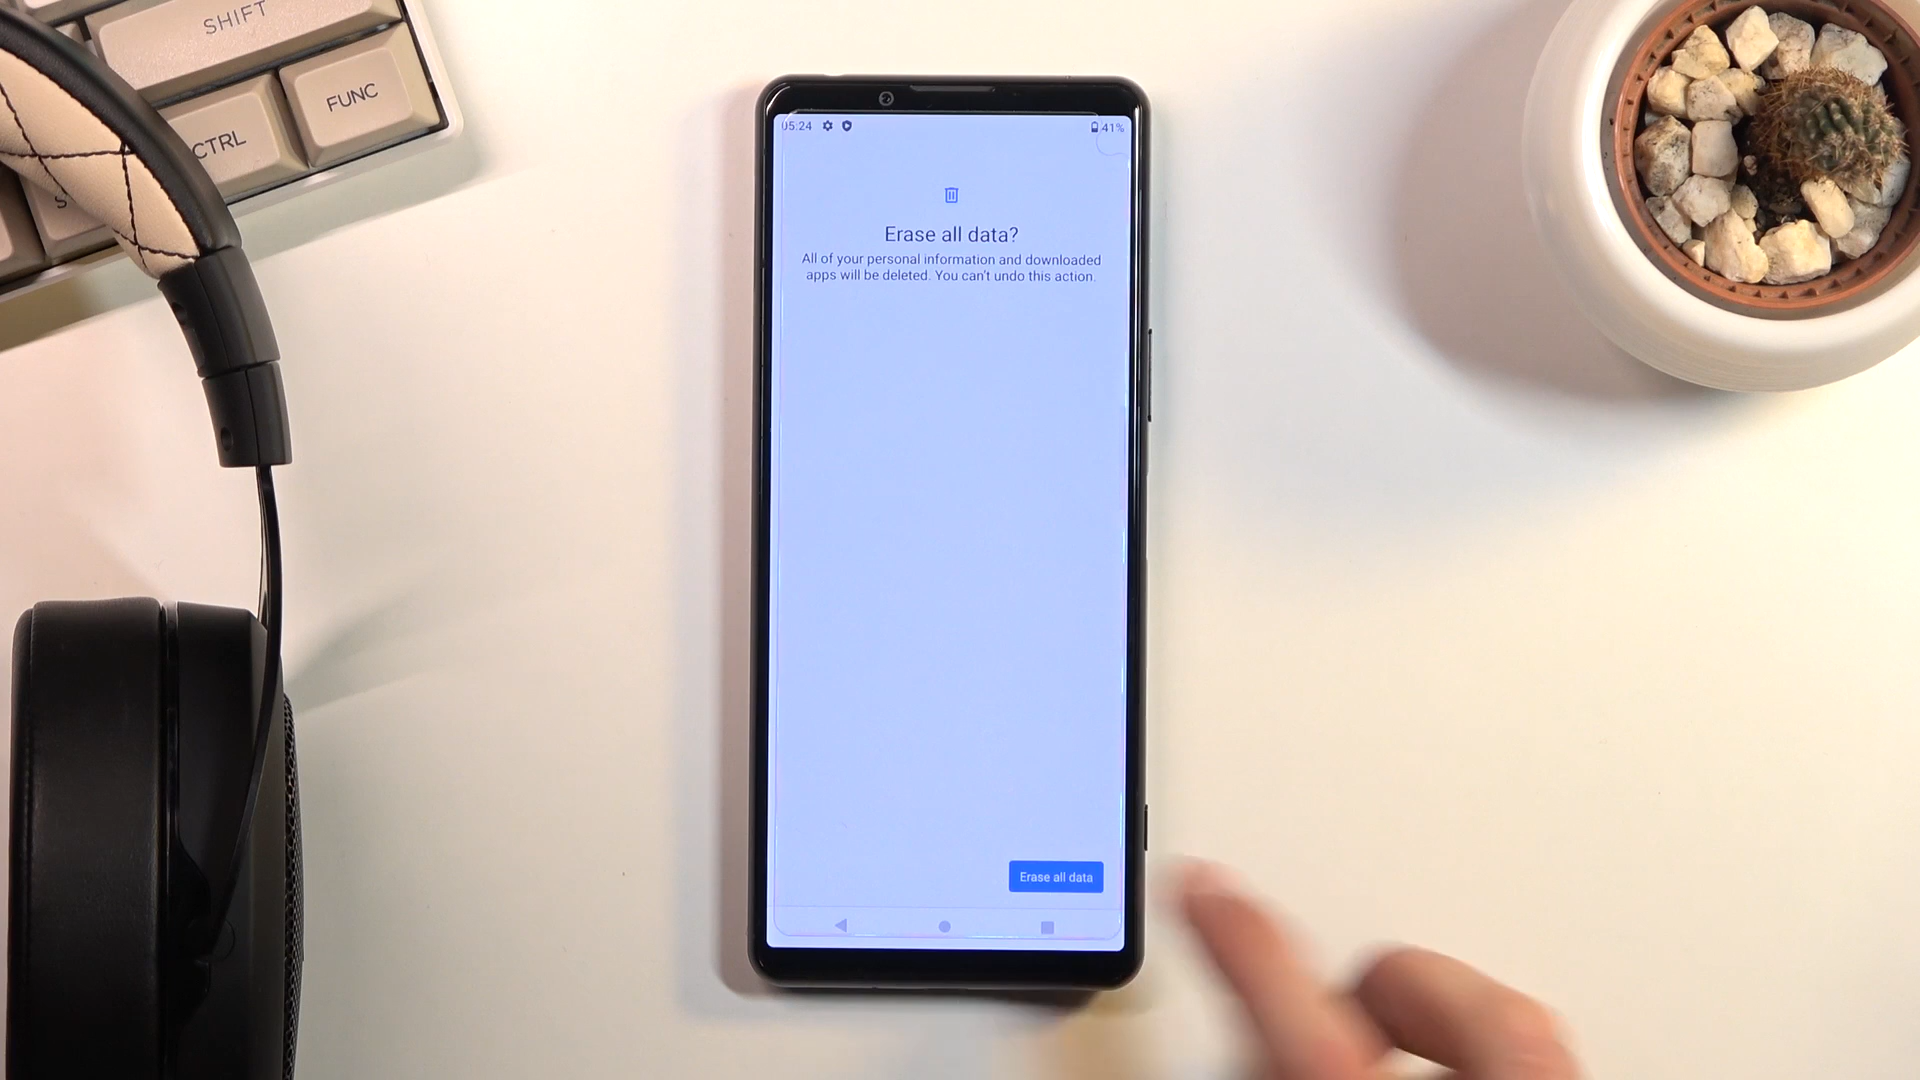 SHIFT
FUNC
CTRL
S
05:24
41%
Erase all data?
All of your personal information and downloaded
apps will be deleted. You can't undo this action.
Erase all data